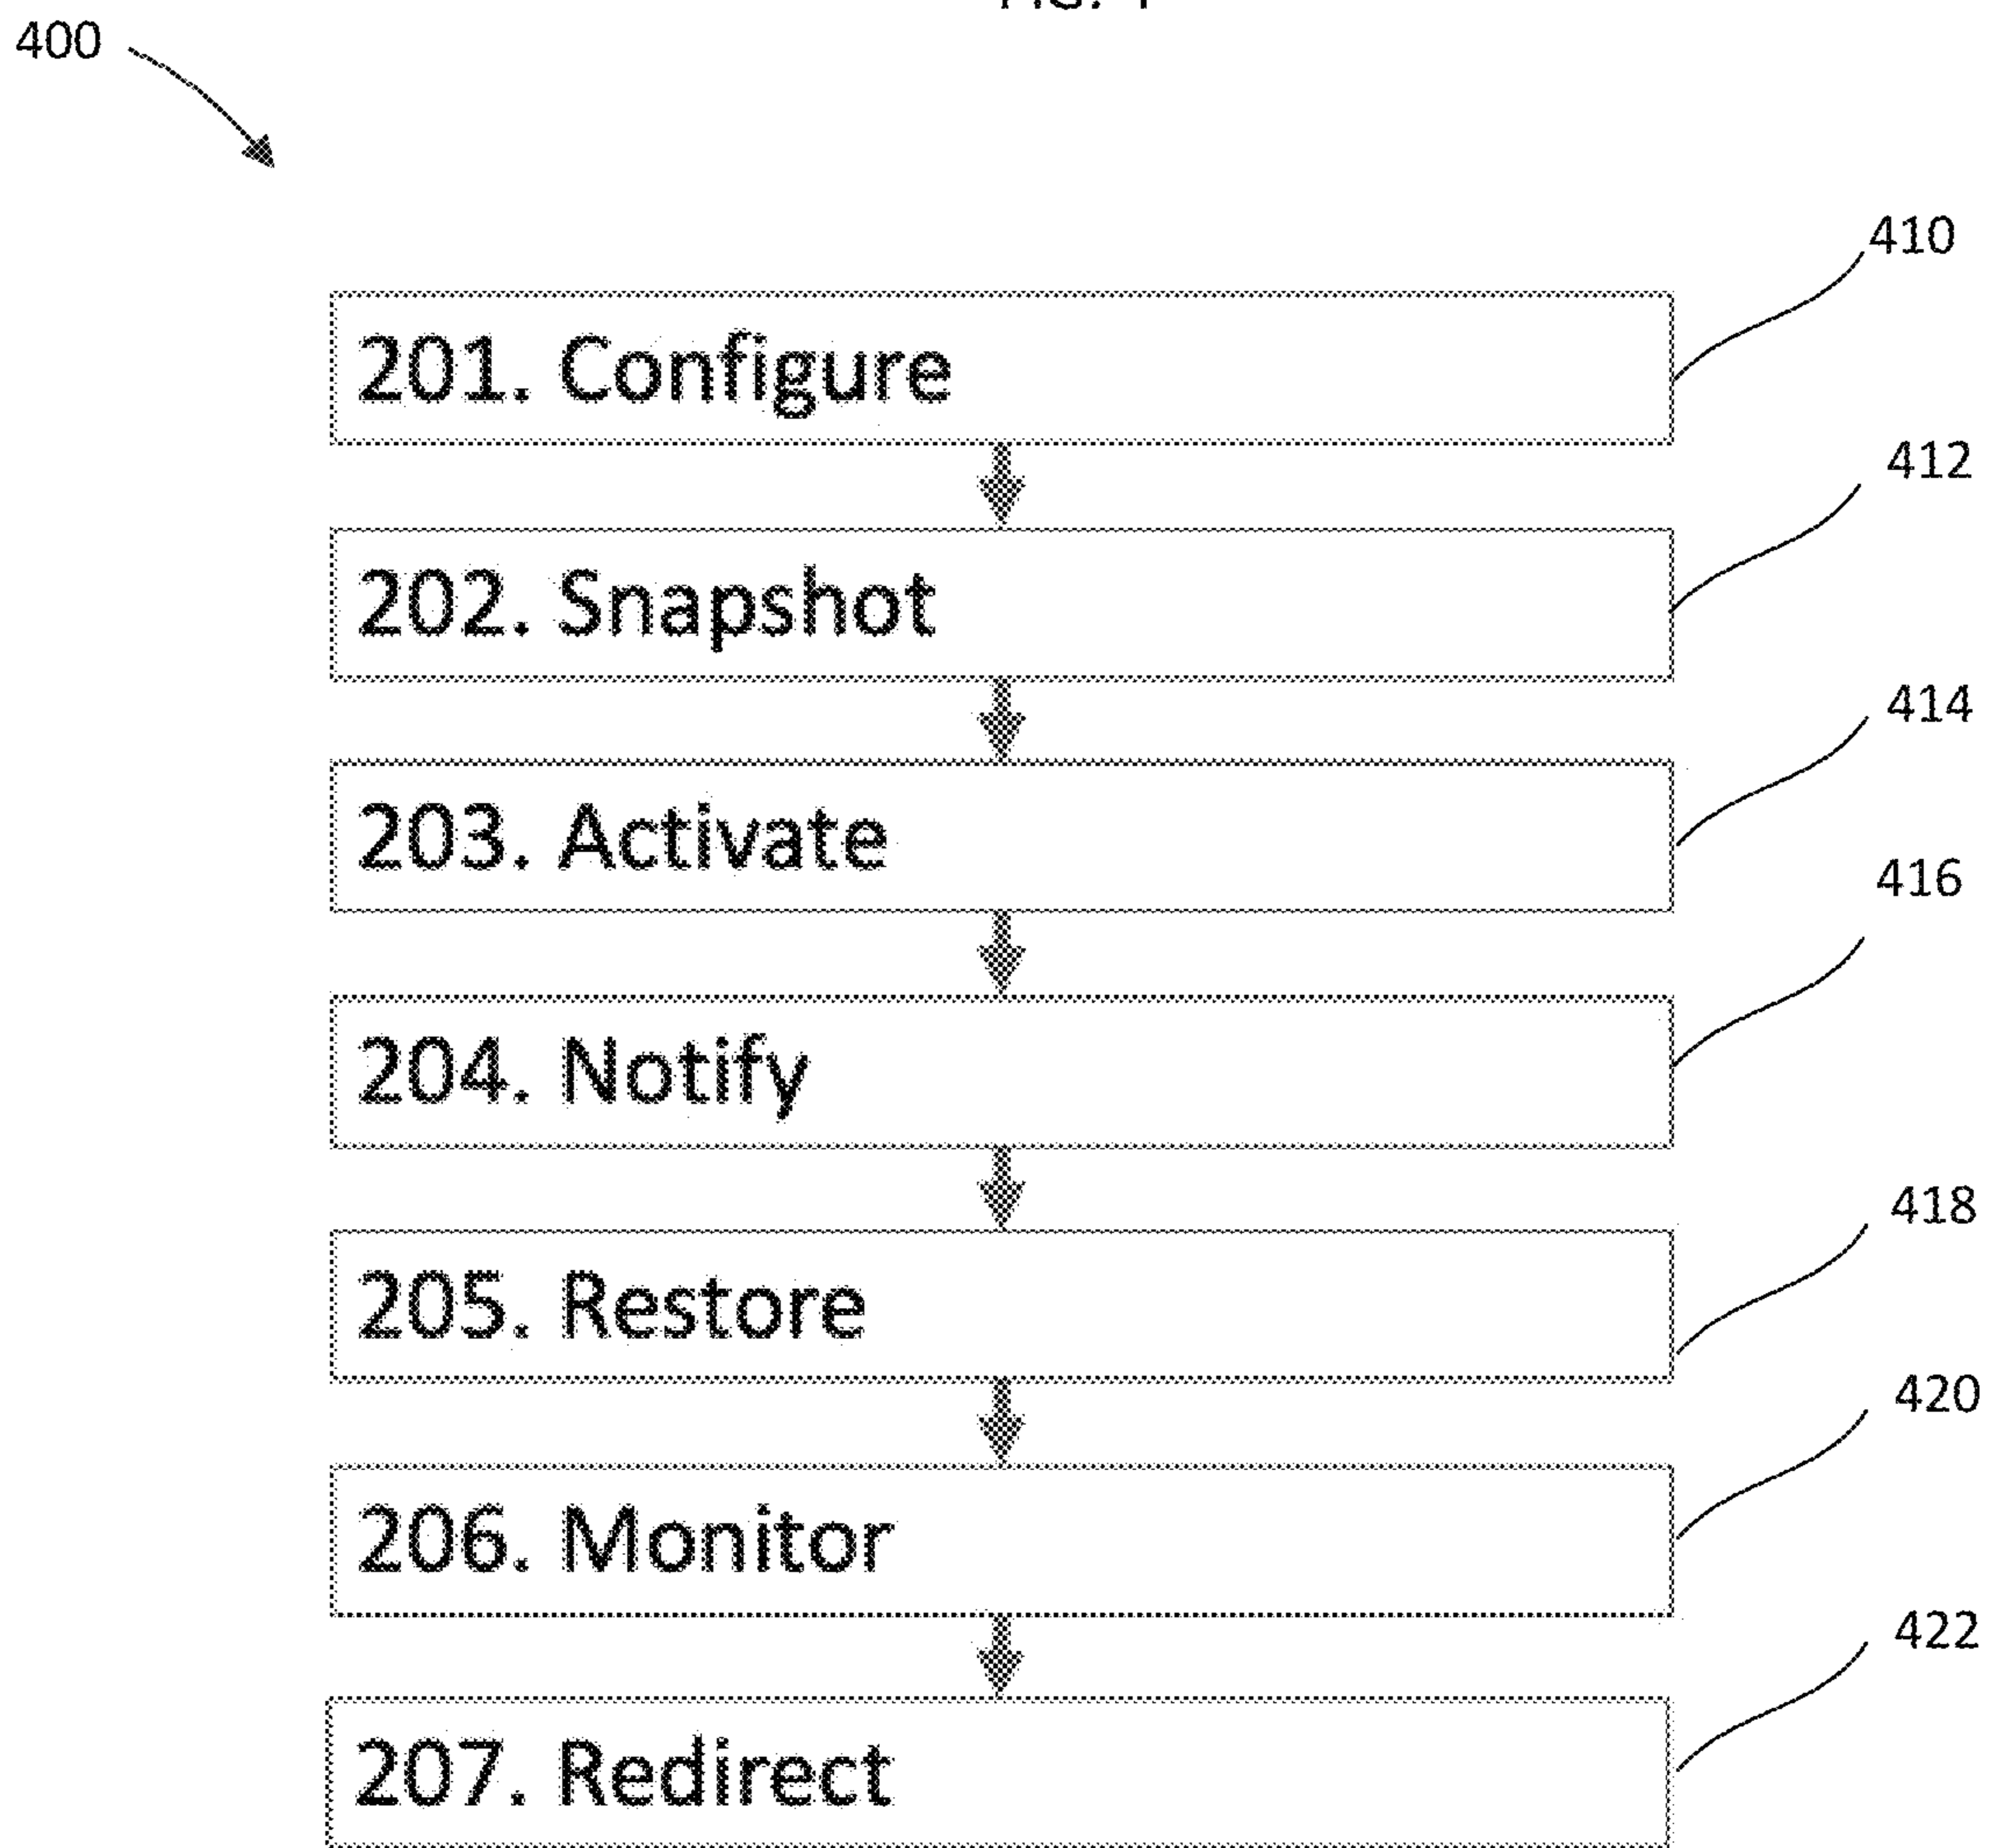 400
410
201. Configure
412
202. Snapshot
414
203. Activate
416
204. Notify
418
205. Restore
420
206. Monitor
422
207. Redirect